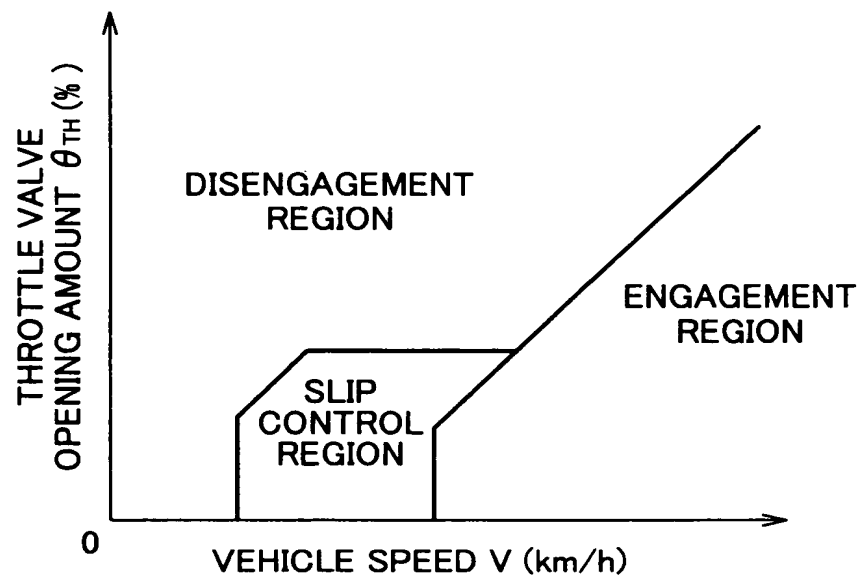 THROTTLE VALVE
OPENING AMOUNT θTH (%)
DISENGAGEMENT
REGION
ENGAGEMENT
REGION
SLIP
CONTROL
REGION
0
VEHICLE SPEED V (km/h)